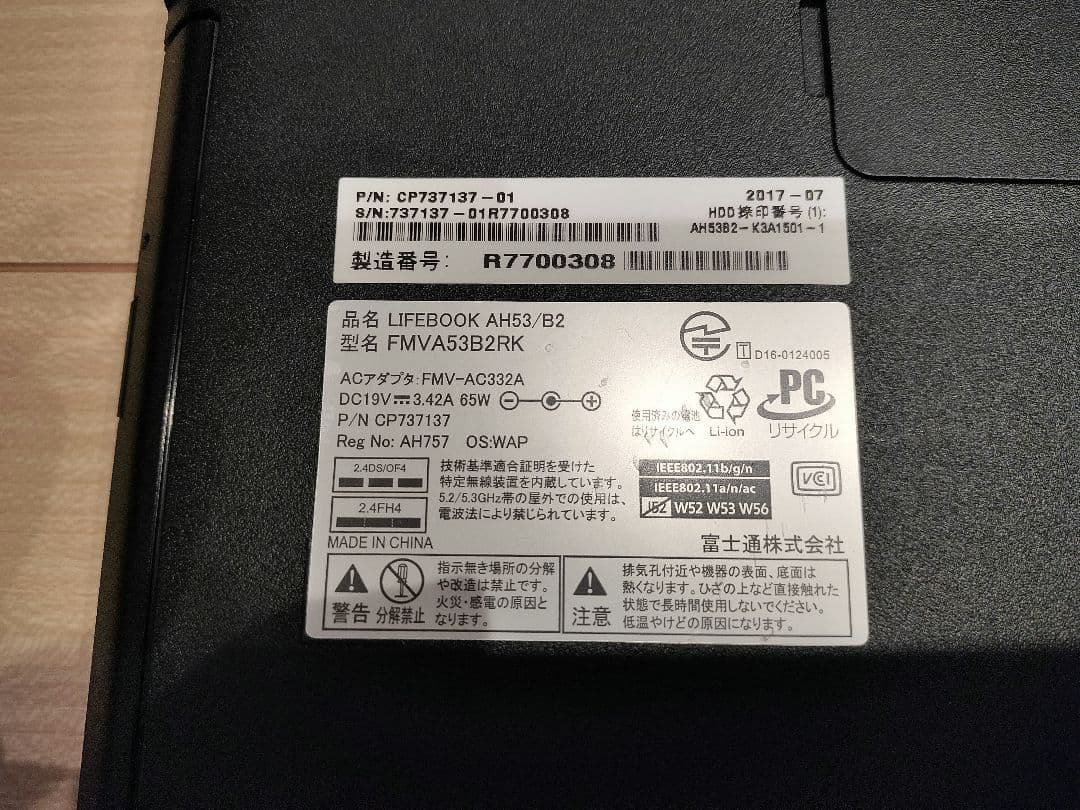 P/N: CP737137-01
2017-07
S/N:737137-01R7700308
HDD捺印番号(1):
AH53B2-K3A1501-1
製造番号: R7700308
品名 LIFEBOOK AH53/B2
型名 FMVA53B2RK
T D16-0124005
ACアダプタ:FMV-AC332A
DC19V 3.42A 65W
P/N CP737137
Reg No: AH757 OS:WAP
使用済みの電池
はリサイクルへ
Li-ion
PC
リサイクル
2.4DS/OF4
2.4FH4
技術基準適合証明を受けた
特定無線装置を内蔵しています。
5.2/5.3GHz帯の屋外での使用は、
電波法により禁じられています。
IEEE802.11b/g/n
IEEE802.11a/n/ac
J52 W52 W53 W56
VCI
MADE IN CHINA
富士通株式会社
警告
分解禁止
指示無き場所の分解
や改造は禁止です。
火災・感電の原因と
なります。
注意
排気孔付近や機器の表面、底面は
熱くなります。ひざの上など直接触れた
状態で長時間使用しないでください。
低温やけどの原因になります。